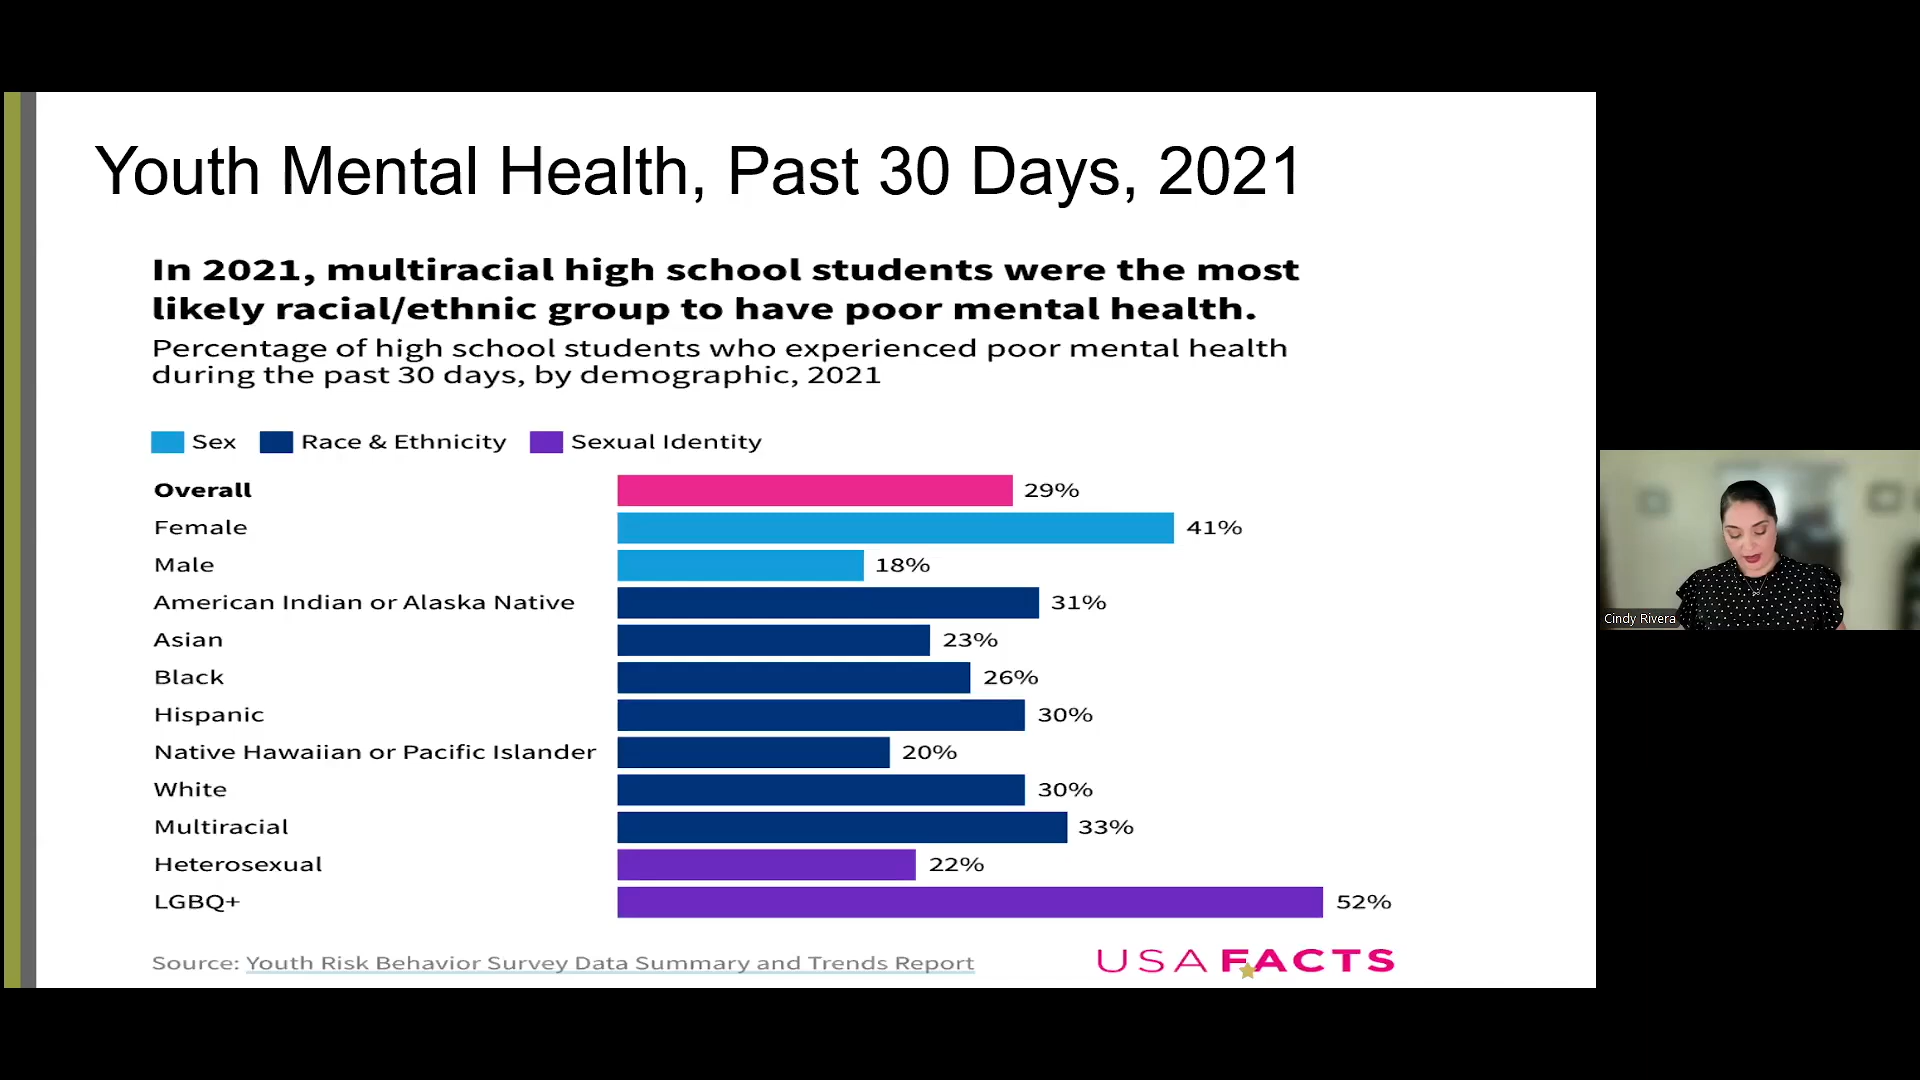 Youth Mental Health, Past 30 Days, 2021
In 2021, multiracial high school students were the most
likely racial/ethnic group to have poor mental health.
Percentage of high school students who experienced poor mental health
during the past 30 days, by demographic, 2021
Sex Race & Ethnicity Sexual Identity
Overall 29%
Female 41%
Male 18%
American Indian or Alaska Native 31%
Asian 23%
Black 26%
Hispanic 30%
Native Hawaiian or Pacific Islander 20%
White 30%
Multiracial 33%
Heterosexual 22%
LGBQ+ 52%
Source: Youth Risk Behavior Survey Data Summary and Trends Report
USAFACTS
Cindy Rivera